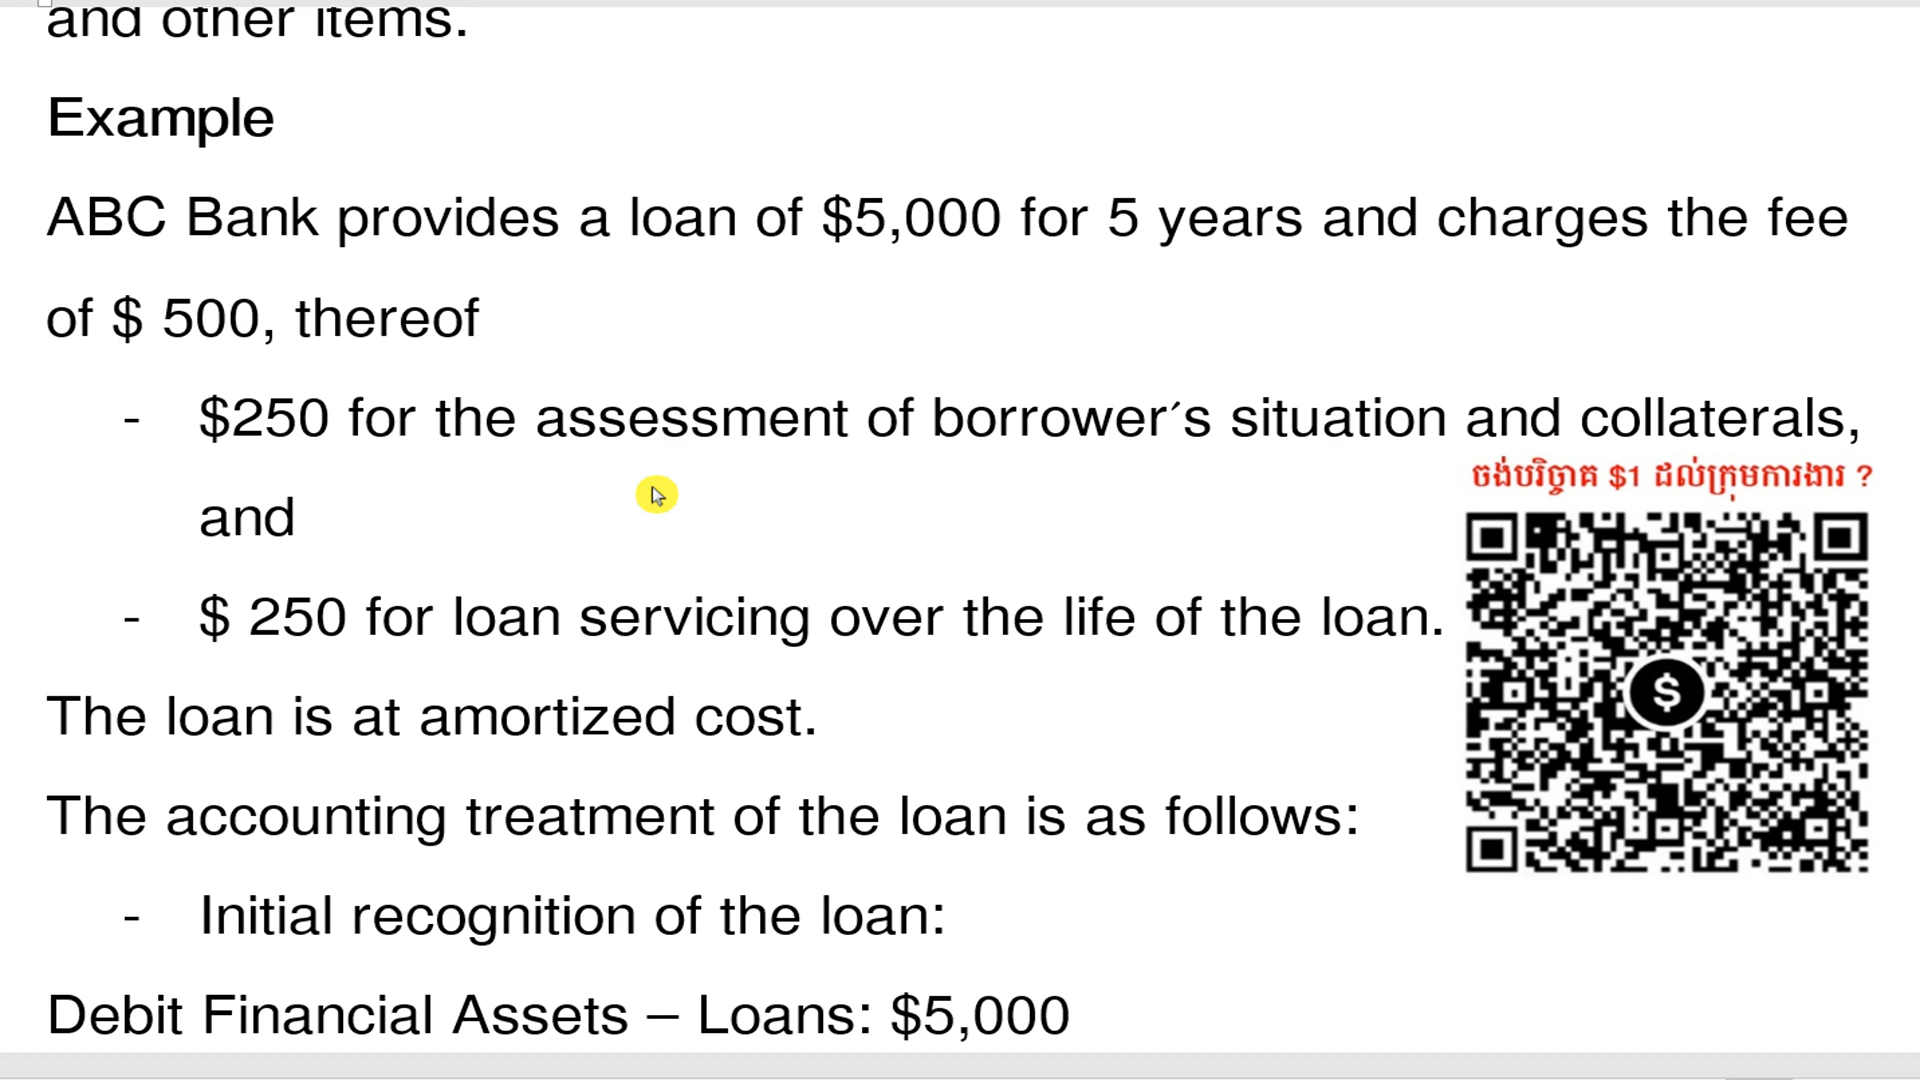 and other items.
Example
ABC Bank provides a loan of $5,000 for 5 years and charges the fee
of $ 500, thereof
- $250 for the assessment of borrower´s situation and collaterals,
ចង់បរិច្ចាគ $1 ដល់ក្រុមការងារ ?
and
- $ 250 for loan servicing over the life of the loan.
$
The loan is at amortized cost.
The accounting treatment of the loan is as follows:
- Initial recognition of the loan:
Debit Financial Assets – Loans: $5,000